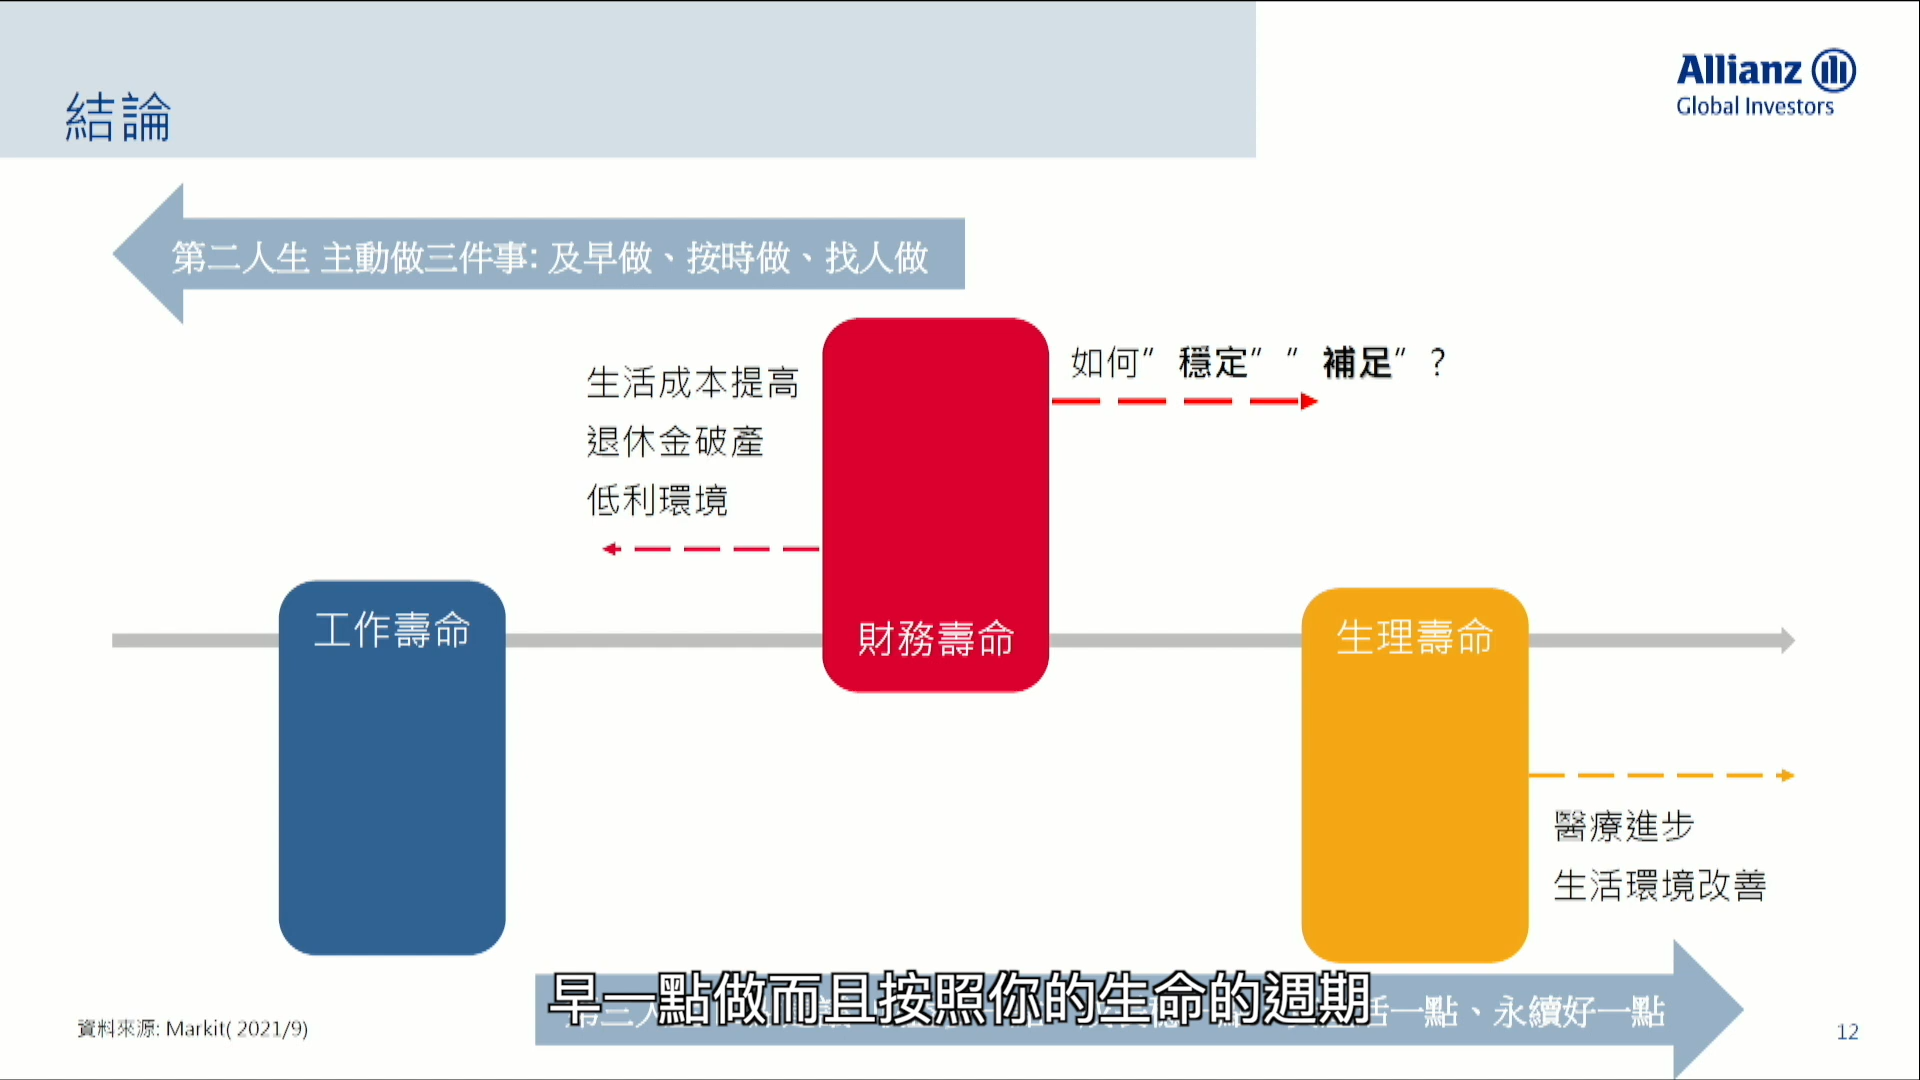 結論
Allianz
Global Investors
第二人生 主動做三件事: 及早做、按時做、找人做
如何”穩定” ”補足”?
生活成本提高
退休金破產
低利環境
工作壽命
財務壽命
生理壽命
醫療進步
生活環境改善
早一點做而且按照你的生命的週期
活一點、永續好一點
資料來源: Markit( 2021/9)
12